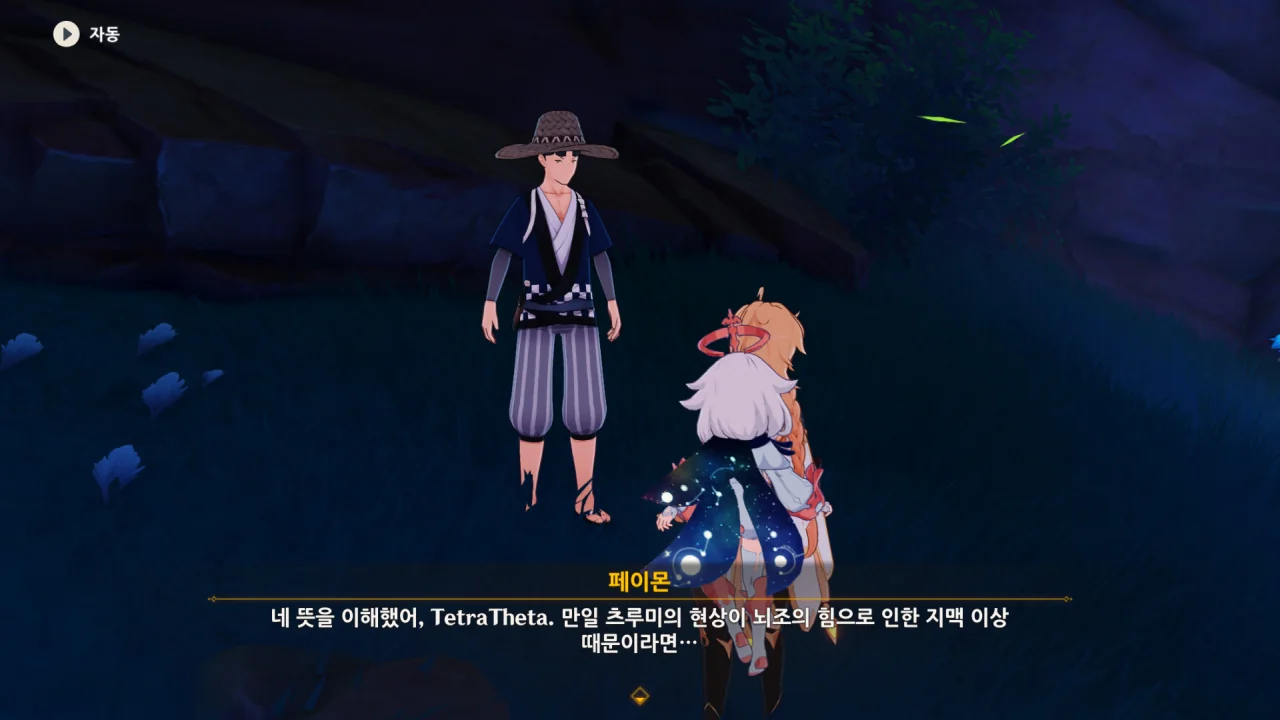 자동
페이몬
네 뜻을 이해했어, TetraTheta. 만일 츠루미의 현상이 뇌조의 힘으로 인한 지맥 이상
때문이라면…